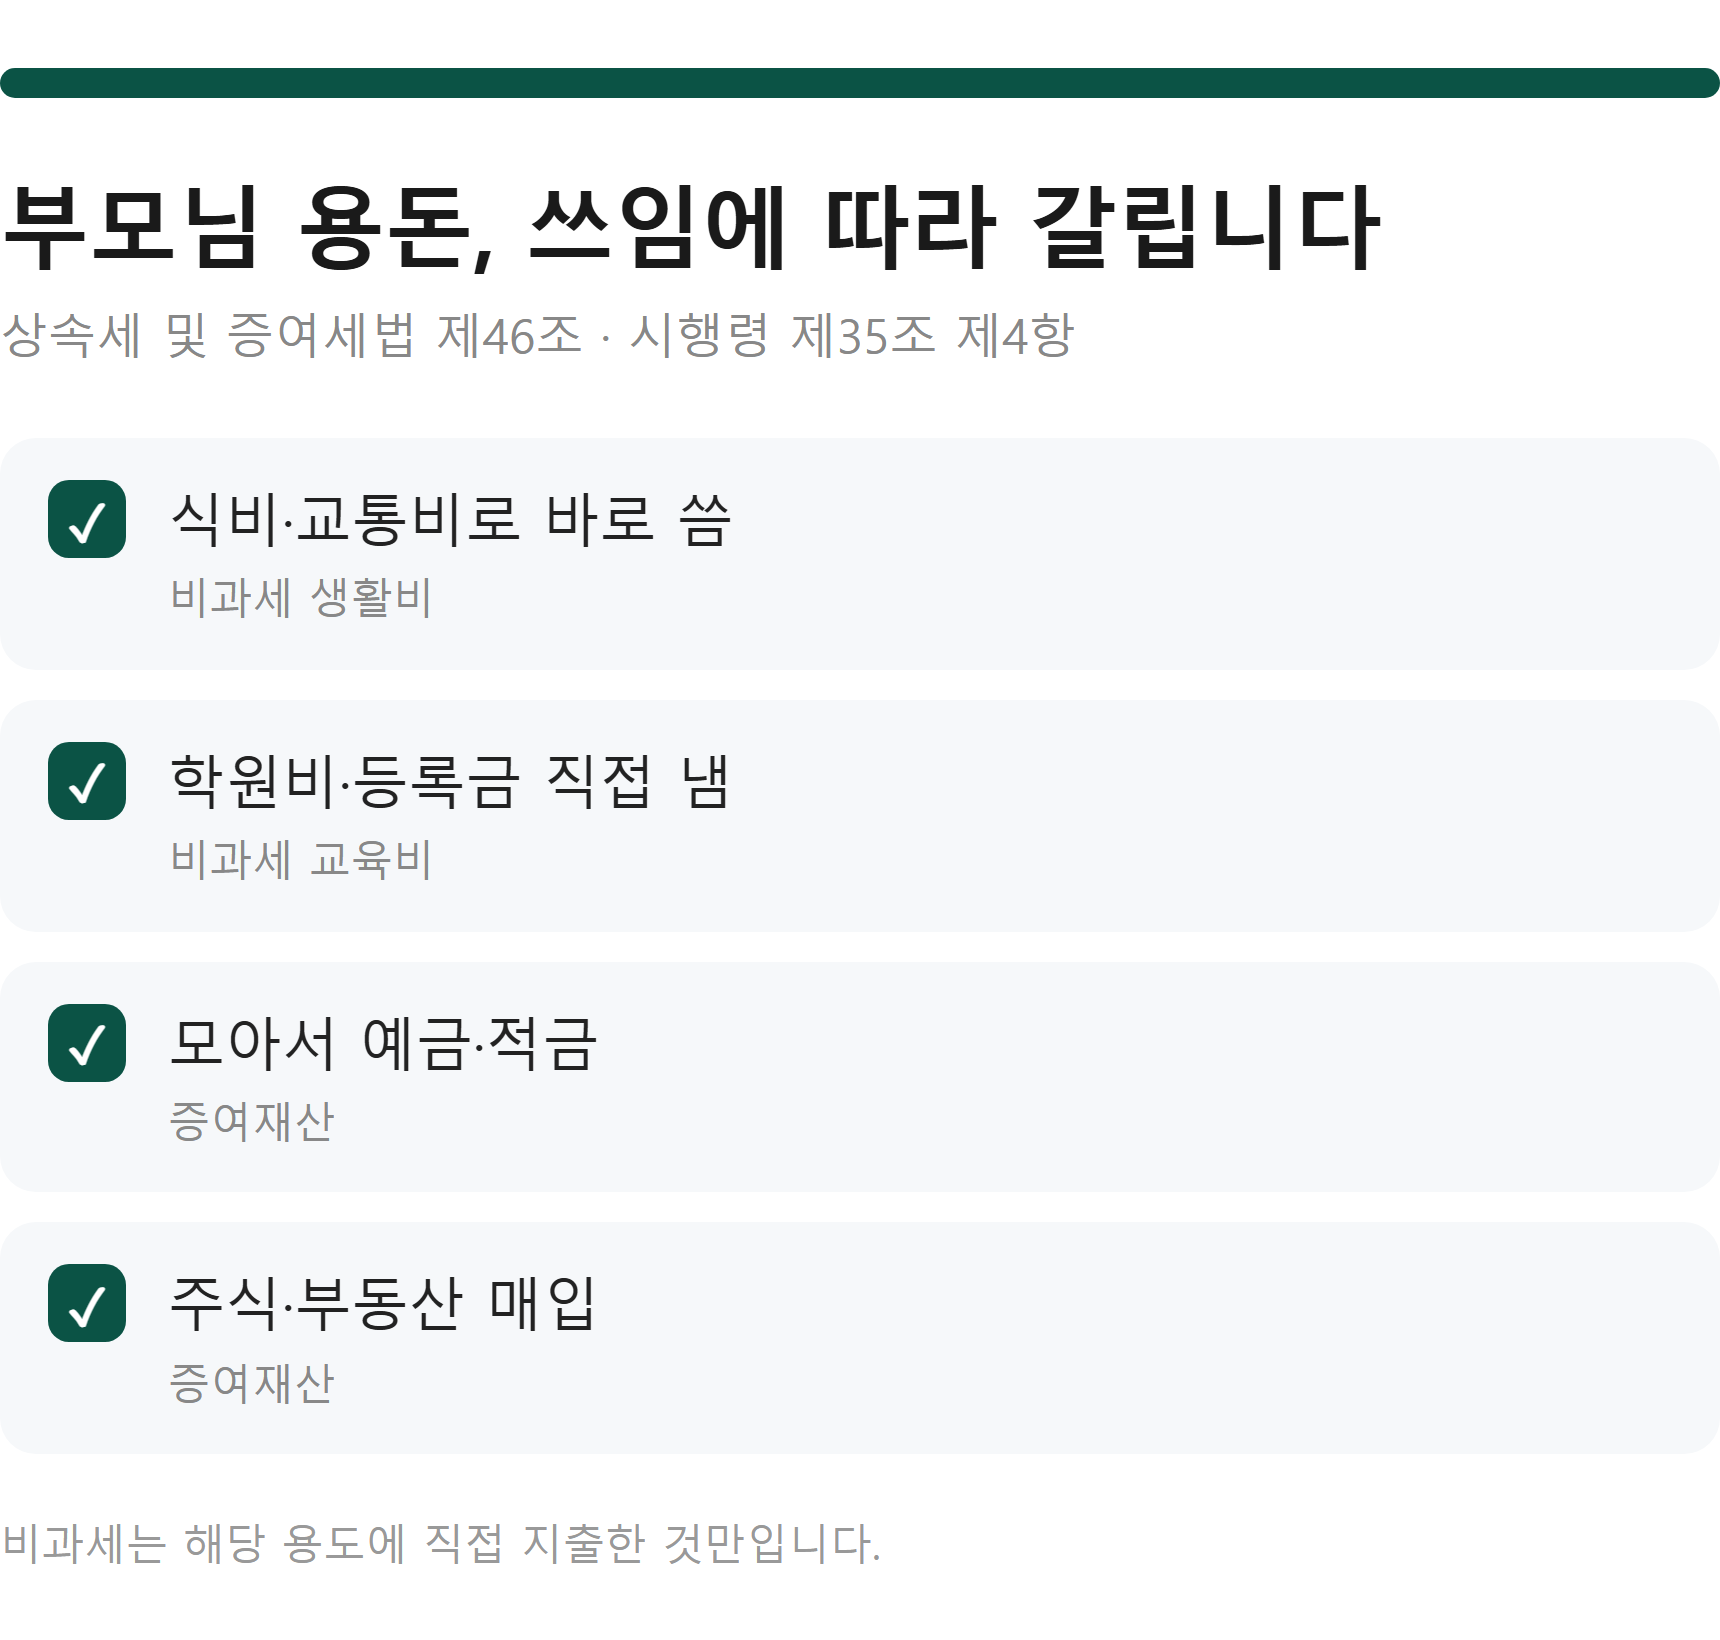 부모님 용돈, 쓰임에 따라 갈립니다
상속세 및 증여세법 제46조 · 시행령 제35조 제4항
✓ 식비·교통비로 바로 씀
비과세 생활비
✓ 학원비·등록금 직접 냄
비과세 교육비
✓ 모아서 예금·적금
증여재산
✓ 주식·부동산 매입
증여재산
비과세는 해당 용도에 직접 지출한 것만입니다.